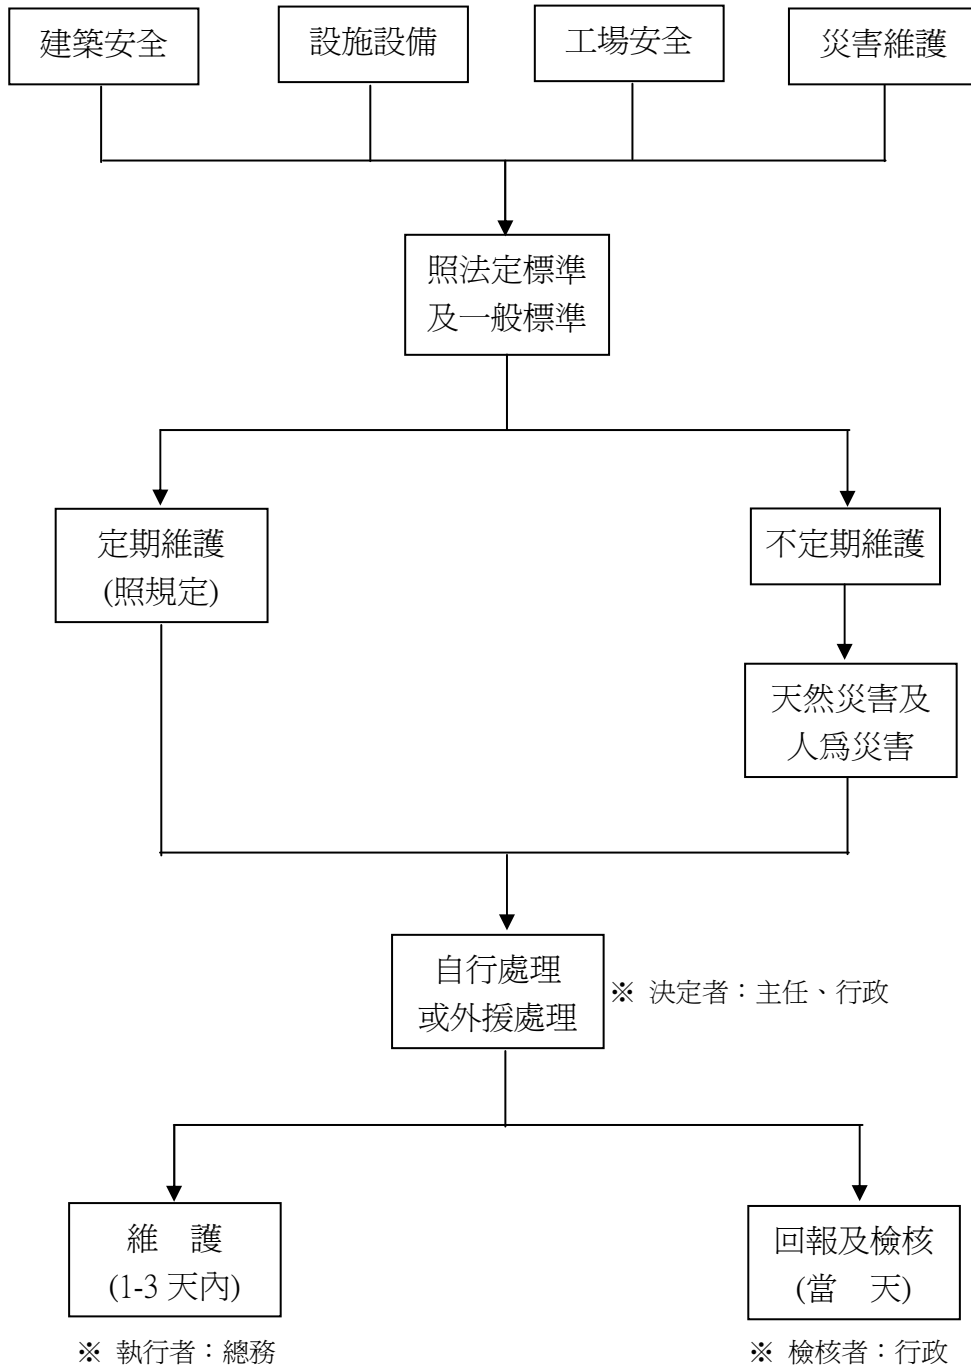 建築安全
設施設備
工場安全
災害維護
照法定標準
及一般標準
定期維護
(照規定)
不定期維護
天然災害及
人為災害
自行處理
或外援處理
※ 決定者：主任、行政
維　護
(1-3 天內)
回報及檢核
(當　天)
※ 執行者：總務
※ 檢核者：行政